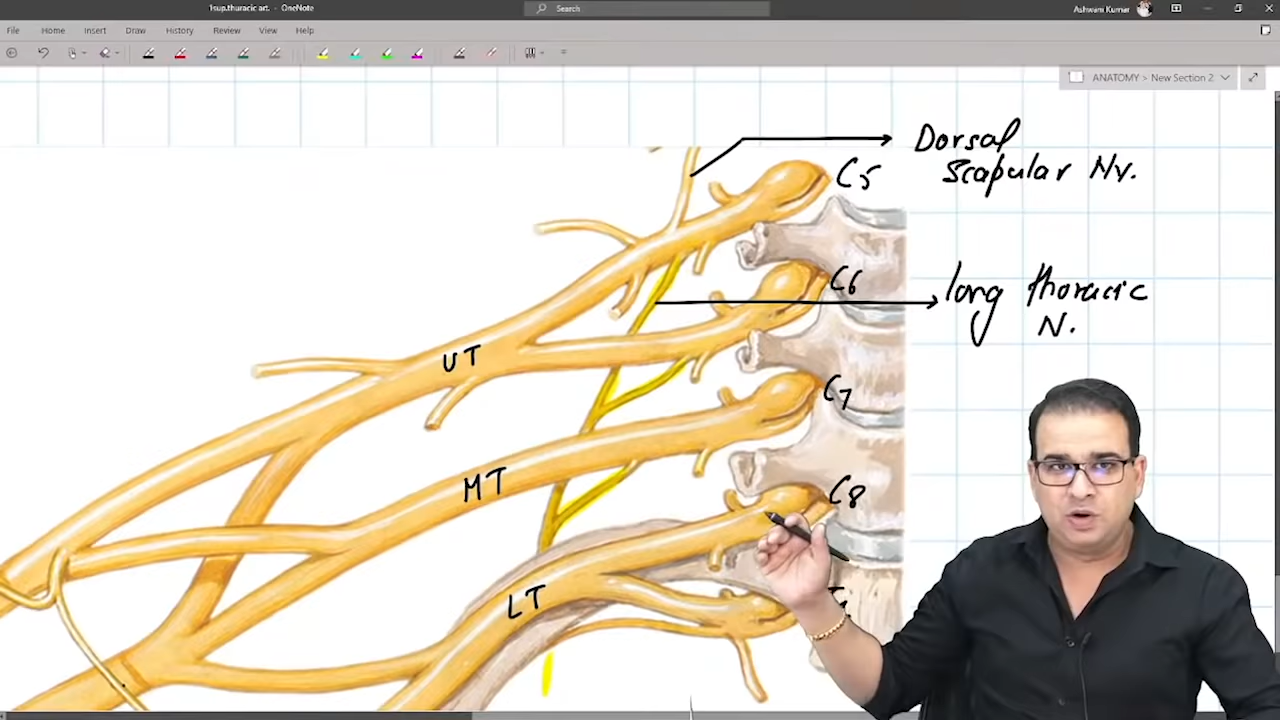 1sup.thoracic art. - OneNote
Search
Ashwani Kumar
File Home Insert Draw History Review View Help
ANATOMY > New Section 2
Dorsal
Scapular Nv.
C5
C6
long thoracic
N.
UT
C7
MT
C8
LT